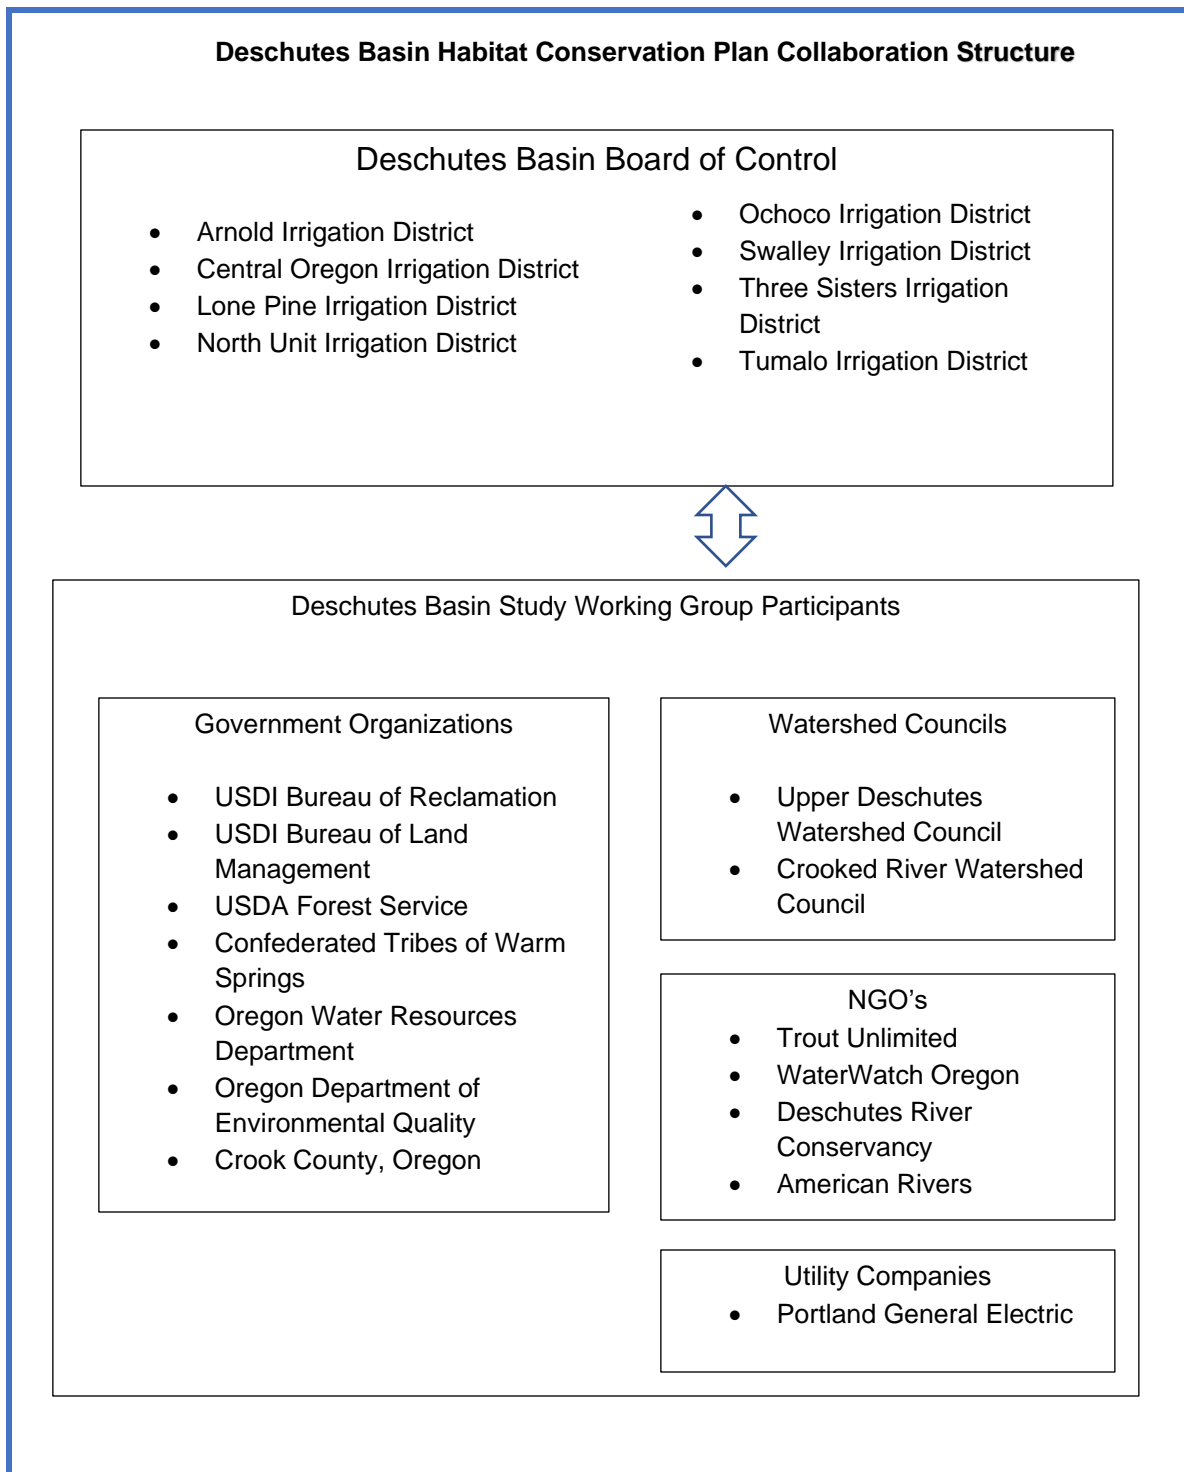 Deschutes Basin Habitat Conservation Plan Collaboration Structure
Deschutes Basin Board of Control
• Arnold Irrigation District
• Central Oregon Irrigation District
• Lone Pine Irrigation District
• North Unit Irrigation District
• Ochoco Irrigation District
• Swalley Irrigation District
• Three Sisters Irrigation
District
• Tumalo Irrigation District
Deschutes Basin Study Working Group Participants
Government Organizations
• USDI Bureau of Reclamation
• USDI Bureau of Land
Management
• USDA Forest Service
• Confederated Tribes of Warm
Springs
• Oregon Water Resources
Department
• Oregon Department of
Environmental Quality
• Crook County, Oregon
Watershed Councils
• Upper Deschutes
Watershed Council
• Crooked River Watershed
Council
NGO’s
• Trout Unlimited
• WaterWatch Oregon
• Deschutes River
Conservancy
• American Rivers
Utility Companies
• Portland General Electric